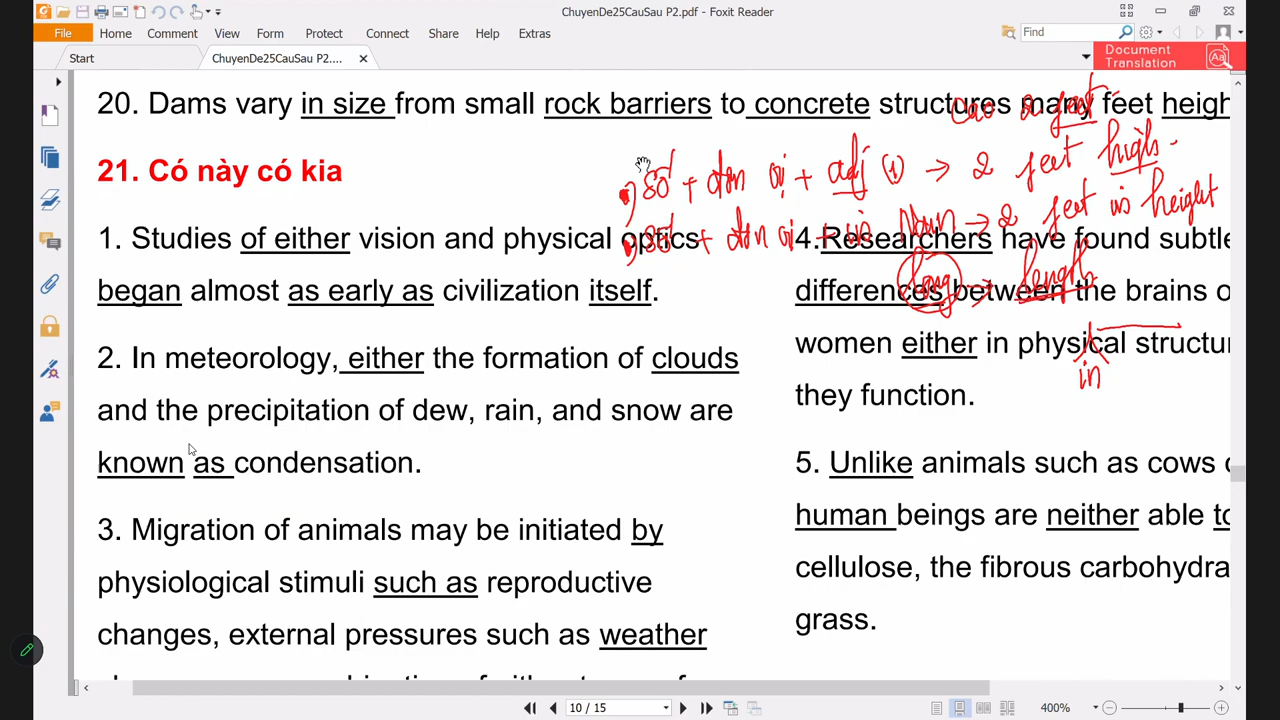 ChuyenDe25CauSau P2.pdf - Foxit Reader
File Home Comment View Form Protect Connect Share Help Extras
Find
Start
ChuyenDe25CauSau P2....
Document Translation
20. Dams vary in size from small rock barriers to concrete structures many feet heigh
cao 2 feet
21. Có này có kia
số + đơn vị + adj (1) → 2 feet high.
số + đơn vị + in Noun → 2 feet in height
long → length
in
1. Studies of either vision and physical optics
began almost as early as civilization itself.
2. In meteorology, either the formation of clouds
and the precipitation of dew, rain, and snow are
known as condensation.
3. Migration of animals may be initiated by
physiological stimuli such as reproductive
changes, external pressures such as weather
4. Researchers have found subtle
differences between the brains o
women either in physical structur
they function.
5. Unlike animals such as cows
human beings are neither able to
cellulose, the fibrous carbohydra
grass.
10 / 15
400%